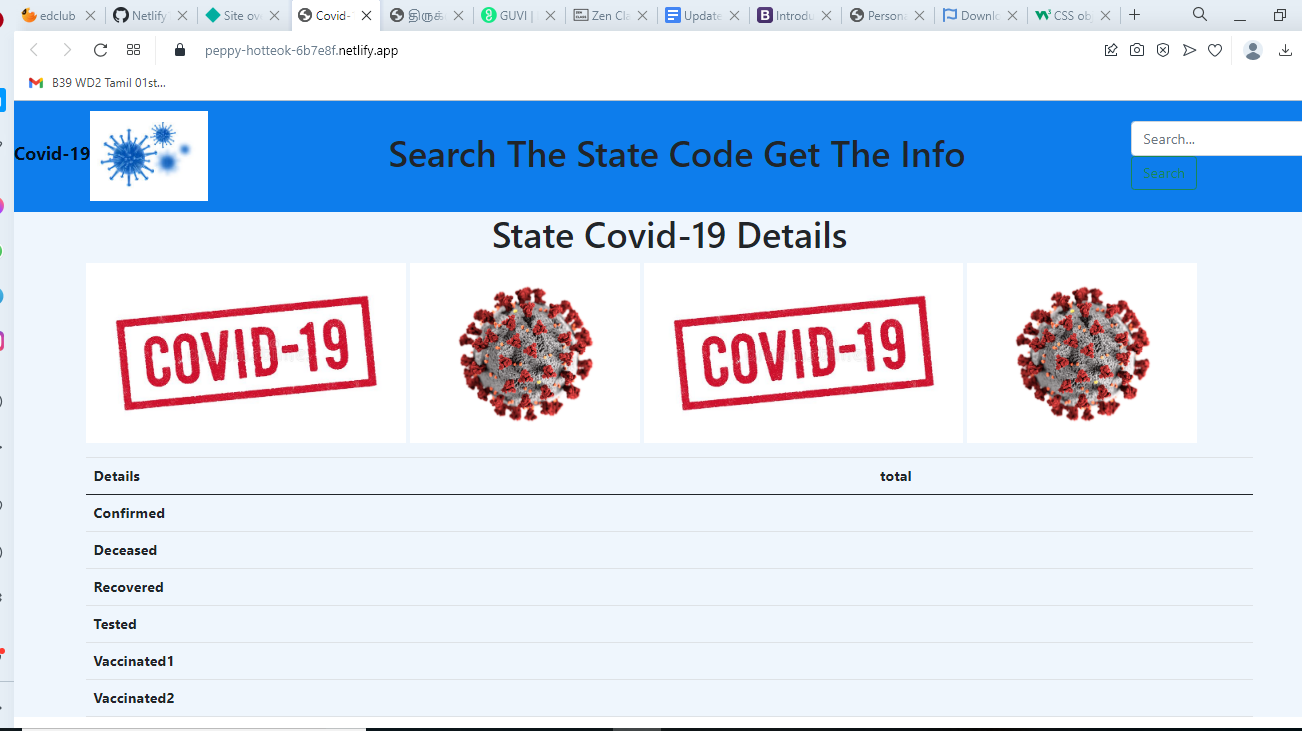 edclub
Netlify
Site ov
Covid-
இருக
GUVI |
Zen Cla
Update
Introdu
Person
Downlo
CSS ob
peppy-hotteok-6b7e8f.netlify.app
B39 WD2 Tamil 01st...
Covid-19
Search The State Code Get The Info
Search...
Search
State Covid-19 Details
COVID-19
COVID-19
Details total
Confirmed
Deceased
Recovered
Tested
Vaccinated1
Vaccinated2